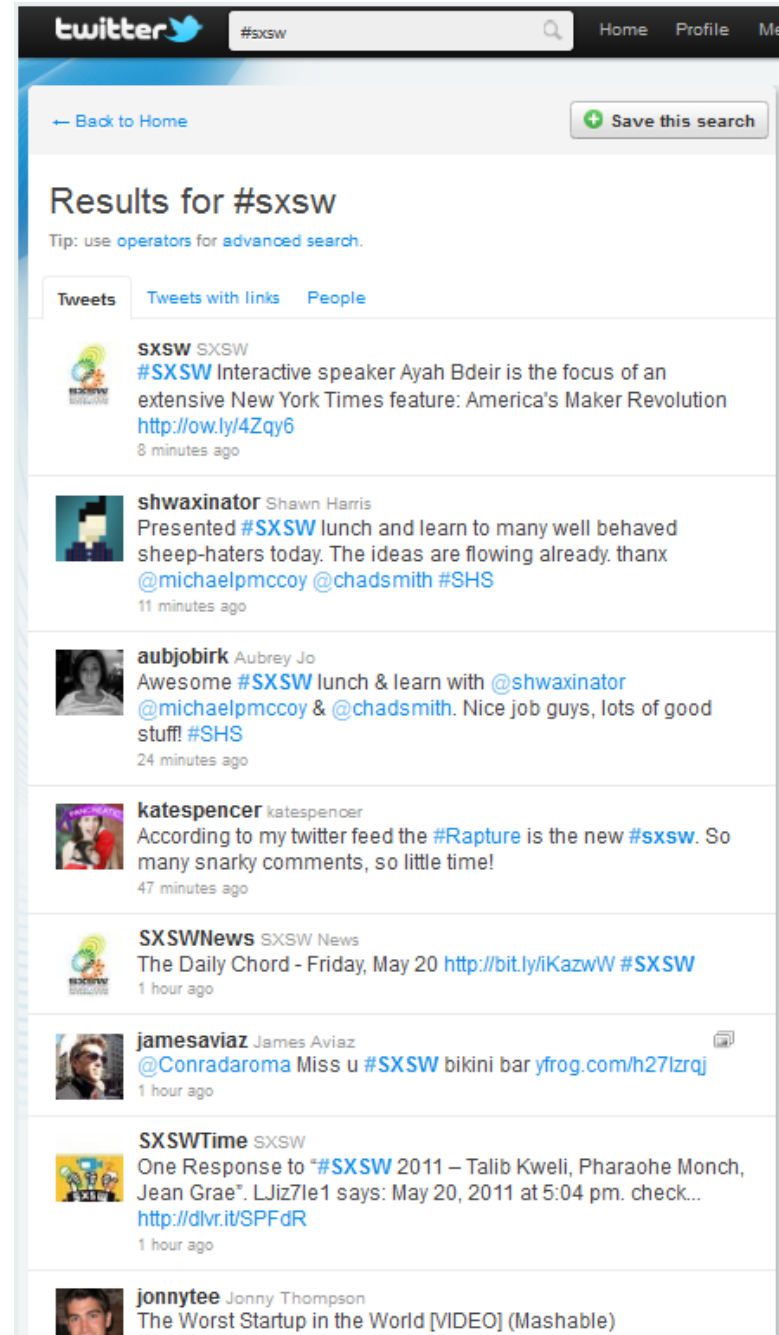 twitter
#sxsw
Home Profile Me
← Back to Home
Save this search
Results for #sxsw
Tip: use operators for advanced search.
Tweets Tweets with links People
sxsw SXSW
#SXSW Interactive speaker Ayah Bdeir is the focus of an
extensive New York Times feature: America's Maker Revolution
http://ow.ly/4Zqy6
8 minutes ago
shwaxinator Shawn Harris
Presented #SXSW lunch and learn to many well behaved
sheep-haters today. The ideas are flowing already. thanx
@michaelpmccoy @chadsmith #SHS
11 minutes ago
aubjobirk Aubrey Jo
Awesome #SXSW lunch & learn with @shwaxinator
@michaelpmccoy & @chadsmith. Nice job guys, lots of good
stuff! #SHS
24 minutes ago
PANCREATIC
katespencer katespencer
According to my twitter feed the #Rapture is the new #sxsw. So
many snarky comments, so little time!
47 minutes ago
SXSWNews SXSW News
The Daily Chord - Friday, May 20 http://bit.ly/iKazwW #SXSW
1 hour ago
jamesaviaz James Aviaz
@Conradaroma Miss u #SXSW bikini bar yfrog.com/h27lzrqj
1 hour ago
SXSWTime SXSW
One Response to “#SXSW 2011 – Talib Kweli, Pharaohe Monch,
Jean Grae”. LJiz7le1 says: May 20, 2011 at 5:04 pm. check...
http://dlvr.it/SPFdR
1 hour ago
jonnytee Jonny Thompson
The Worst Startup in the World [VIDEO] (Mashable)